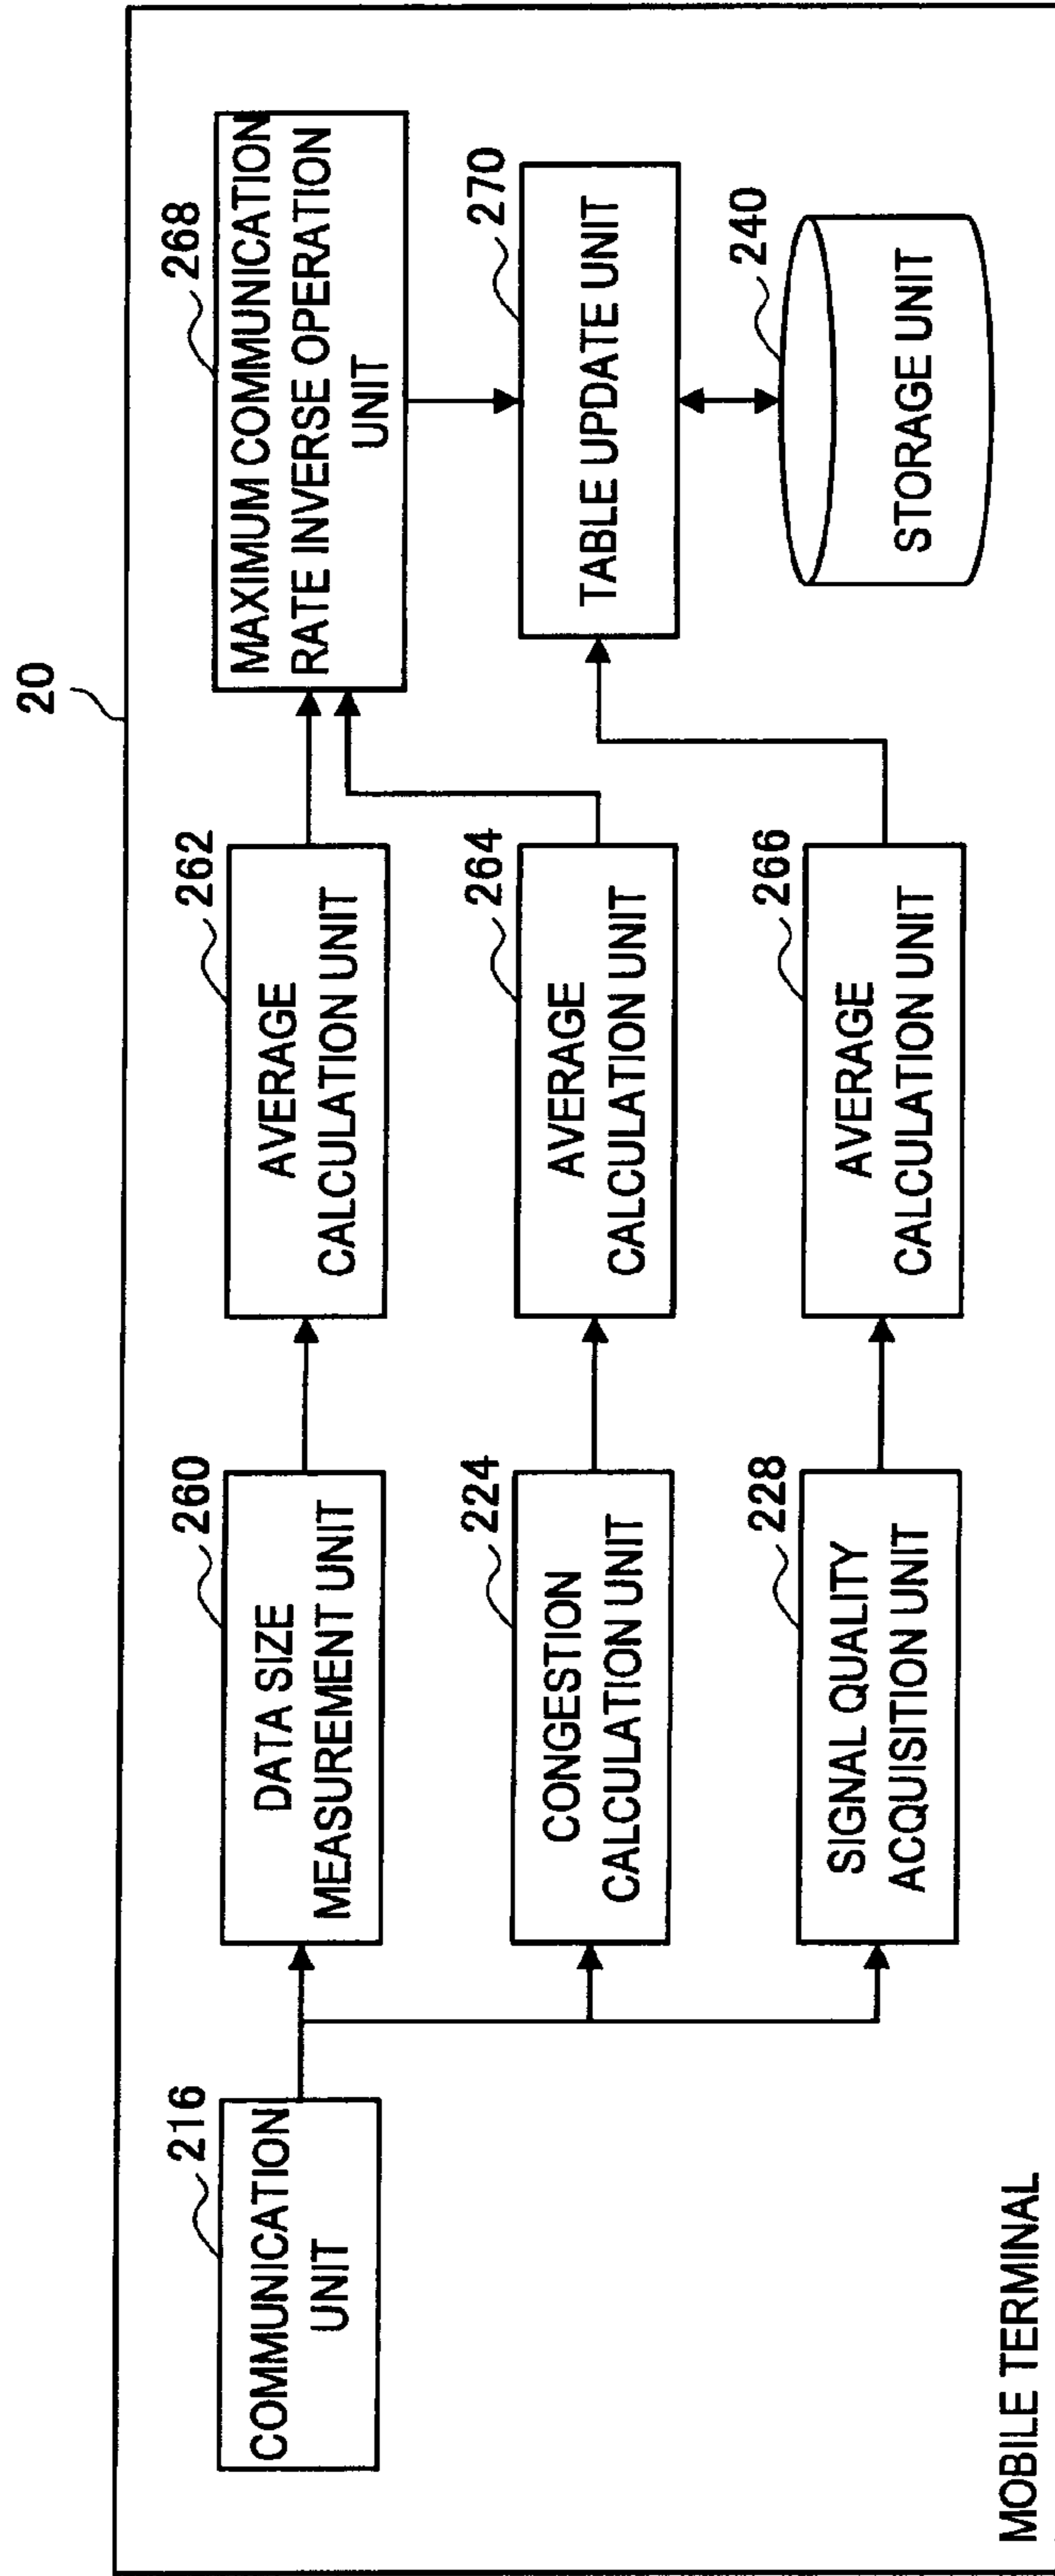 20
216
COMMUNICATION
UNIT
260
DATA SIZE
MEASUREMENT UNIT
262
AVERAGE
CALCULATION UNIT
268
MAXIMUM COMMUNICATION
RATE INVERSE OPERATION
UNIT
224
CONGESTION
CALCULATION UNIT
264
AVERAGE
CALCULATION UNIT
270
TABLE UPDATE UNIT
228
SIGNAL QUALITY
ACQUISITION UNIT
266
AVERAGE
CALCULATION UNIT
240
STORAGE UNIT
MOBILE TERMINAL